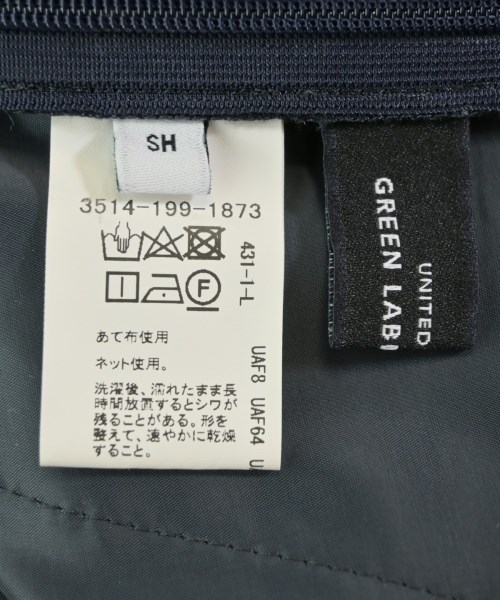 SH
3514-199-1873
F
431-1-L
あて布使用
ネット使用。
洗濯後、濡れたまま長
時間放置するとシワが
残ることがある。形を
整えて、速やかに乾燥
すること。
UAF8 UAF64
UNITED
GREEN LAB